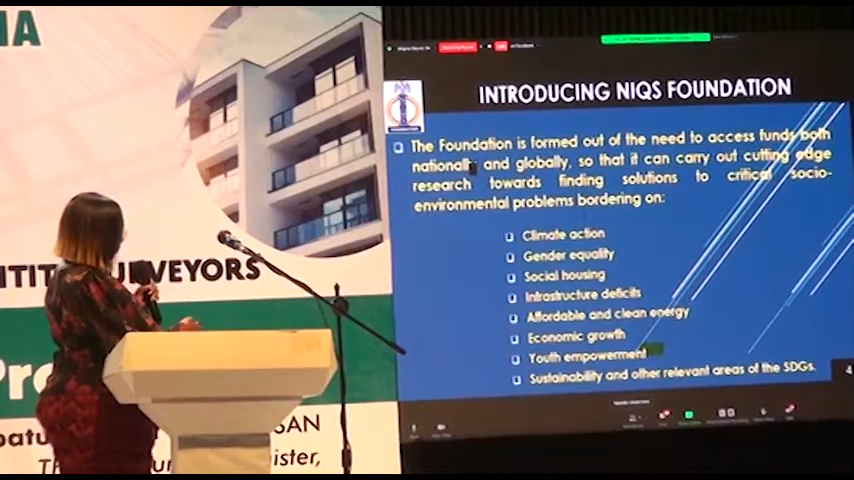 INTRODUCING NIQS FOUNDATION
The Foundation is formed out of the need to access funds both
nationally and globally, so that it can carry out cutting edge
research towards finding solutions to critical socio-
environmental problems bordering on:
Climate action
Gender equality
Social housing
Infrastructure deficits
Affordable and clean energy
Economic growth
Youth empowerment
Sustainability and other relevant areas of the SDGs.
4
VEYORS
Pr
SAN
ister,